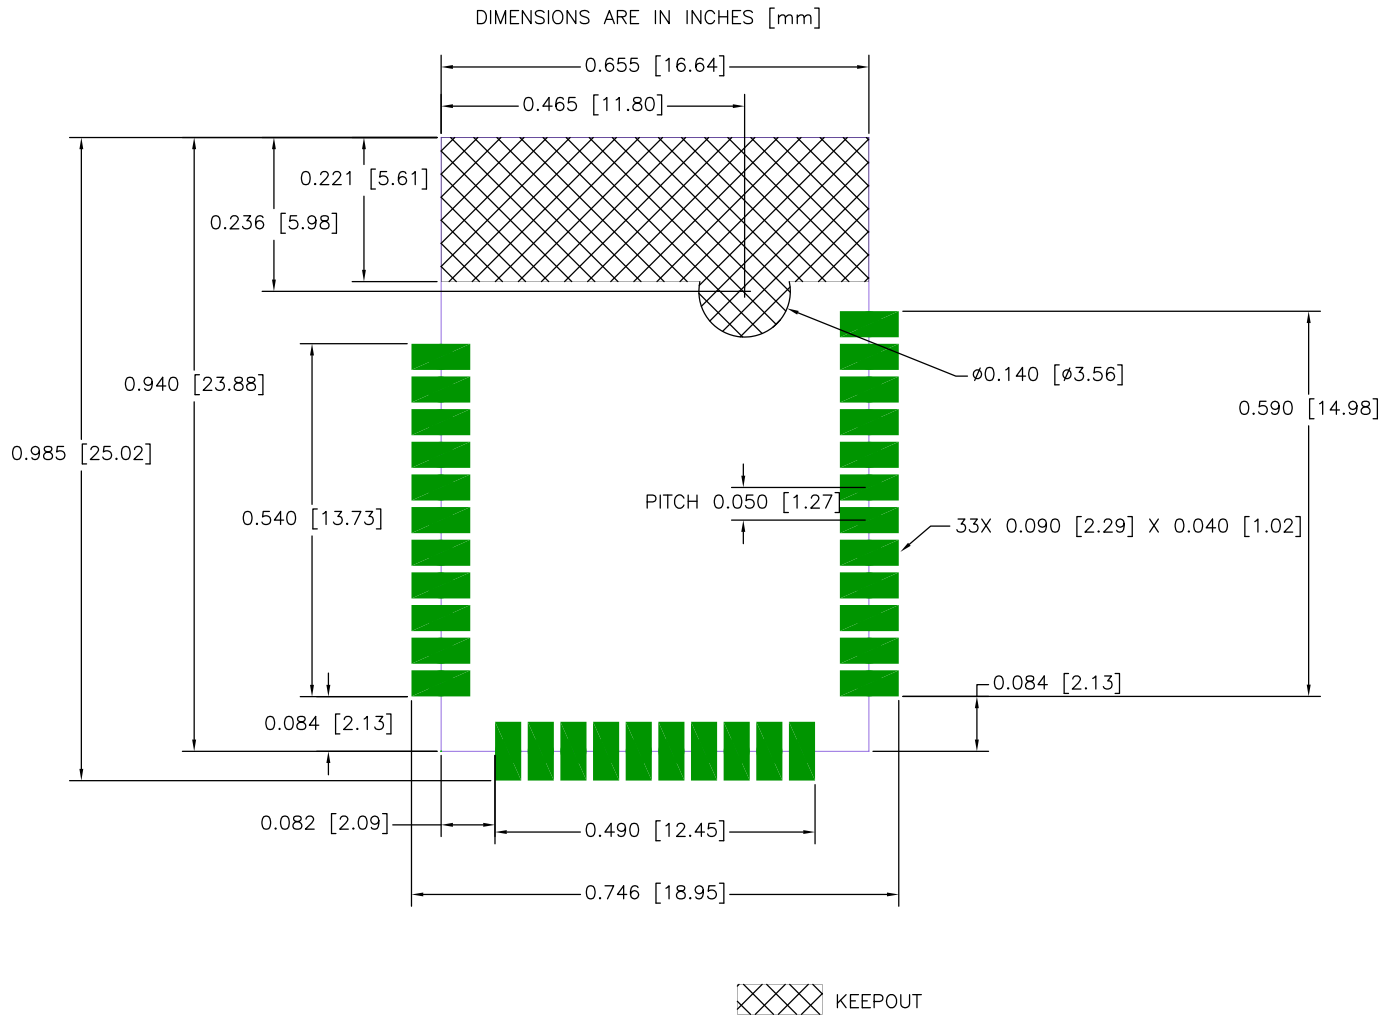 DIMENSIONS ARE IN INCHES [mm]
0.655 [16.64]
0.465 [11.80]
0.221 [5.61]
0.236 [5.98]
0.940 [23.88]
ø0.140 [ø3.56]
0.590 [14.98]
0.985 [25.02]
PITCH 0.050 [1.27]
0.540 [13.73]
33X 0.090 [2.29] X 0.040 [1.02]
0.084 [2.13]
0.084 [2.13]
0.082 [2.09]
0.490 [12.45]
0.746 [18.95]
KEEPOUT